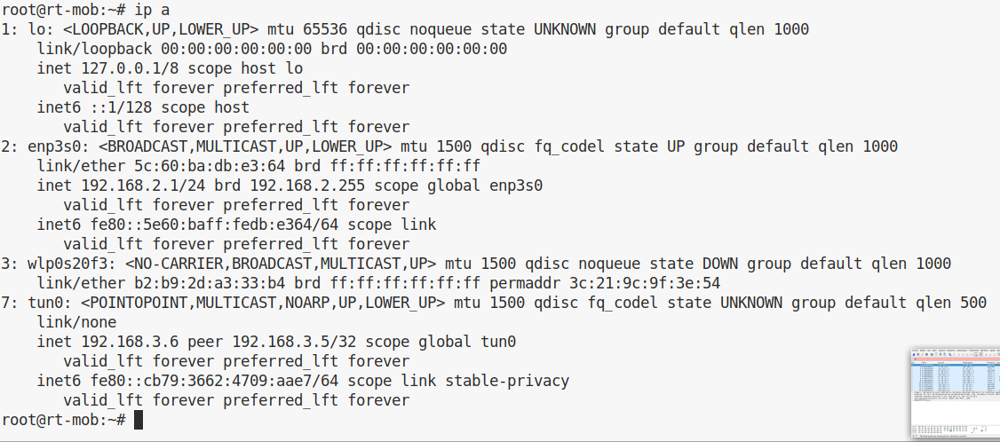 root@rt-mob:~# ip a
1: lo: <LOOPBACK,UP,LOWER_UP> mtu 65536 qdisc noqueue state UNKNOWN group default qlen 1000
    link/loopback 00:00:00:00:00:00 brd 00:00:00:00:00:00
    inet 127.0.0.1/8 scope host lo
       valid_lft forever preferred_lft forever
    inet6 ::1/128 scope host
       valid_lft forever preferred_lft forever
2: enp3s0: <BROADCAST,MULTICAST,UP,LOWER_UP> mtu 1500 qdisc fq_codel state UP group default qlen 1000
    link/ether 5c:60:ba:db:e3:64 brd ff:ff:ff:ff:ff:ff
    inet 192.168.2.1/24 brd 192.168.2.255 scope global enp3s0
       valid_lft forever preferred_lft forever
    inet6 fe80::5e60:baff:fedb:e364/64 scope link
       valid_lft forever preferred_lft forever
3: wlp0s20f3: <NO-CARRIER,BROADCAST,MULTICAST,UP> mtu 1500 qdisc noqueue state DOWN group default qlen 1000
    link/ether b2:b9:2d:a3:33:b4 brd ff:ff:ff:ff:ff:ff permaddr 3c:21:9c:9f:3e:54
7: tun0: <POINTOPOINT,MULTICAST,NOARP,UP,LOWER_UP> mtu 1500 qdisc fq_codel state UNKNOWN group default qlen 500
    link/none
    inet 192.168.3.6 peer 192.168.3.5/32 scope global tun0
       valid_lft forever preferred_lft forever
    inet6 fe80::cb79:3662:4709:aae7/64 scope link stable-privacy
       valid_lft forever preferred_lft forever
root@rt-mob:~#